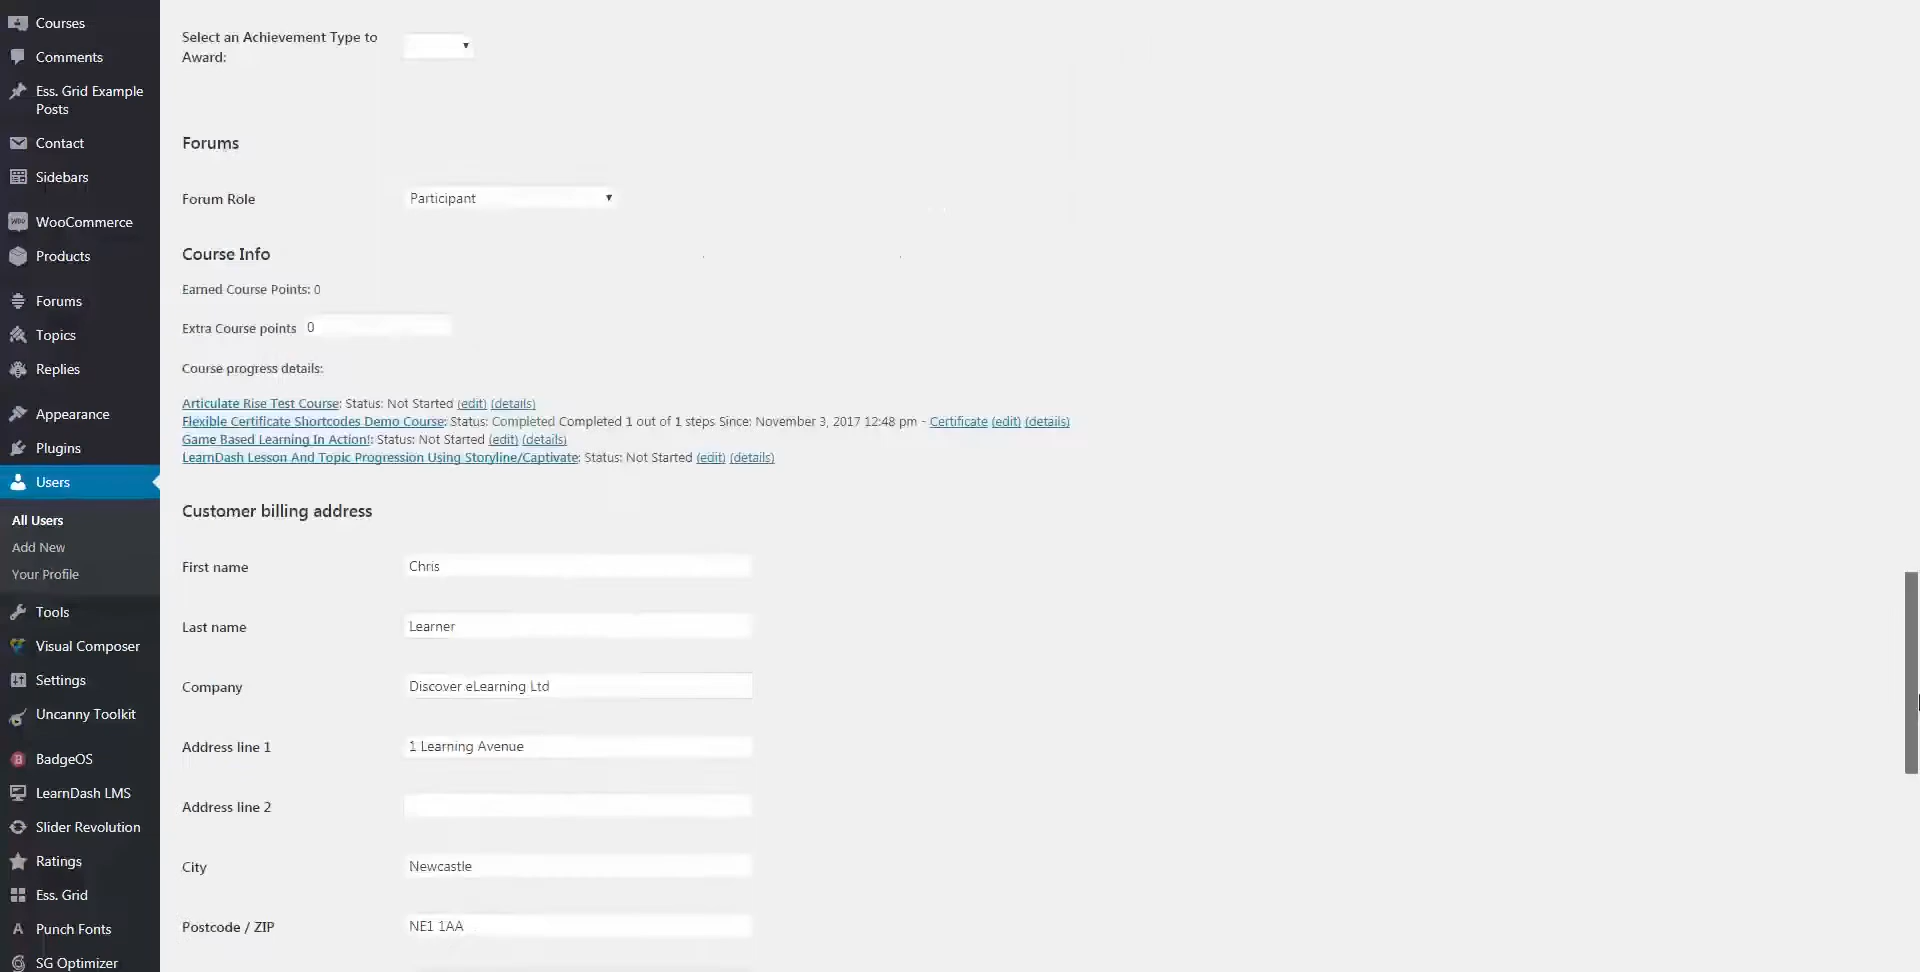 Courses
Comments
Ess. Grid Example
Posts
Contact
Sidebars
WooCommerce
Products
Forums
Topics
Replies
Appearance
Plugins
Users
All Users
Add New
Your Profile
Tools
Visual Composer
Settings
Uncanny Toolkit
BadgeOS
LearnDash LMS
Slider Revolution
Ratings
Ess. Grid
Punch Fonts
SG Optimizer
Select an Achievement Type to
Award:
Forums
Forum Role Participant
Course Info
Earned Course Points: 0
Extra Course points 0
Course progress details:
Articulate Rise Test Course: Status: Not Started (edit) (details)
Flexible Certificate Shortcodes Demo Course: Status: Completed Completed 1 out of 1 steps Since: November 3, 2017 12:48 pm - Certificate (edit) (details)
Game Based Learning In Action!: Status: Not Started (edit) (details)
LearnDash Lesson And Topic Progression Using Storyline/Captivate: Status: Not Started (edit) (details)
Customer billing address
First name Chris
Last name Learner
Company Discover eLearning Ltd
Address line 1 1 Learning Avenue
Address line 2
City Newcastle
Postcode / ZIP NE1 1AA